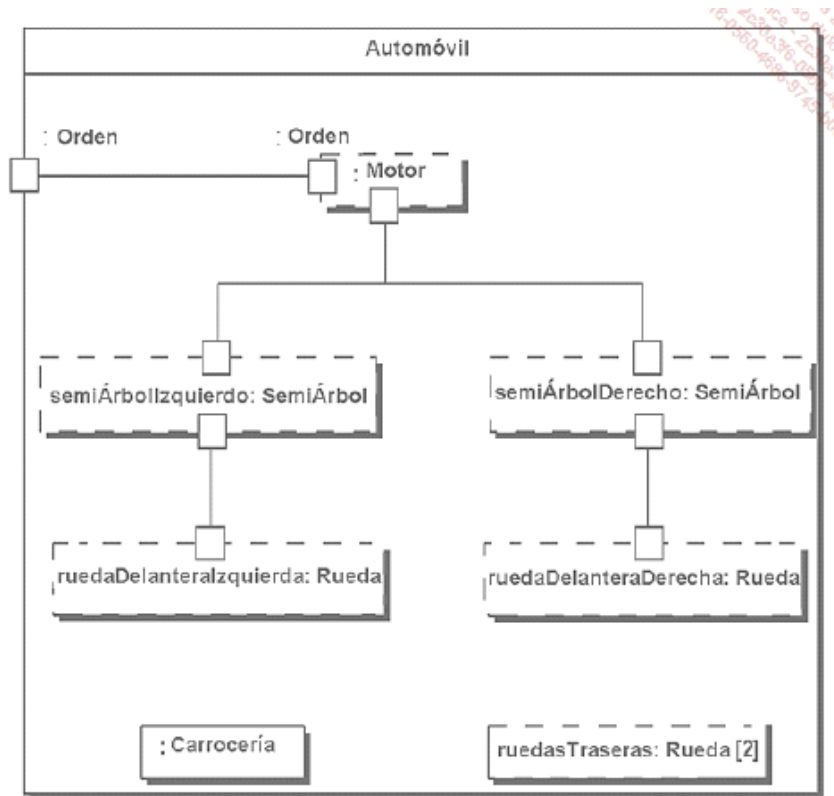 Automóvil
: Orden
: Orden
: Motor
semiÁrbolIzquierdo: SemiÁrbol
semiÁrbolDerecho: SemiÁrbol
ruedaDelanteraIzquierda: Rueda
ruedaDelanteraDerecha: Rueda
: Carrocería
ruedasTraseras: Rueda [2]